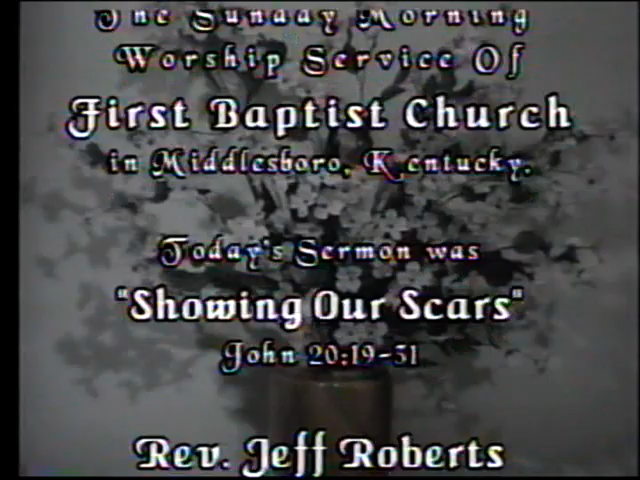 The Sunday Morning
Worship Service Of
First Baptist Church
in Middlesboro, Kentucky.
Today's Sermon was
"Showing Our Scars"
John 20:19-31
Rev. Jeff Roberts